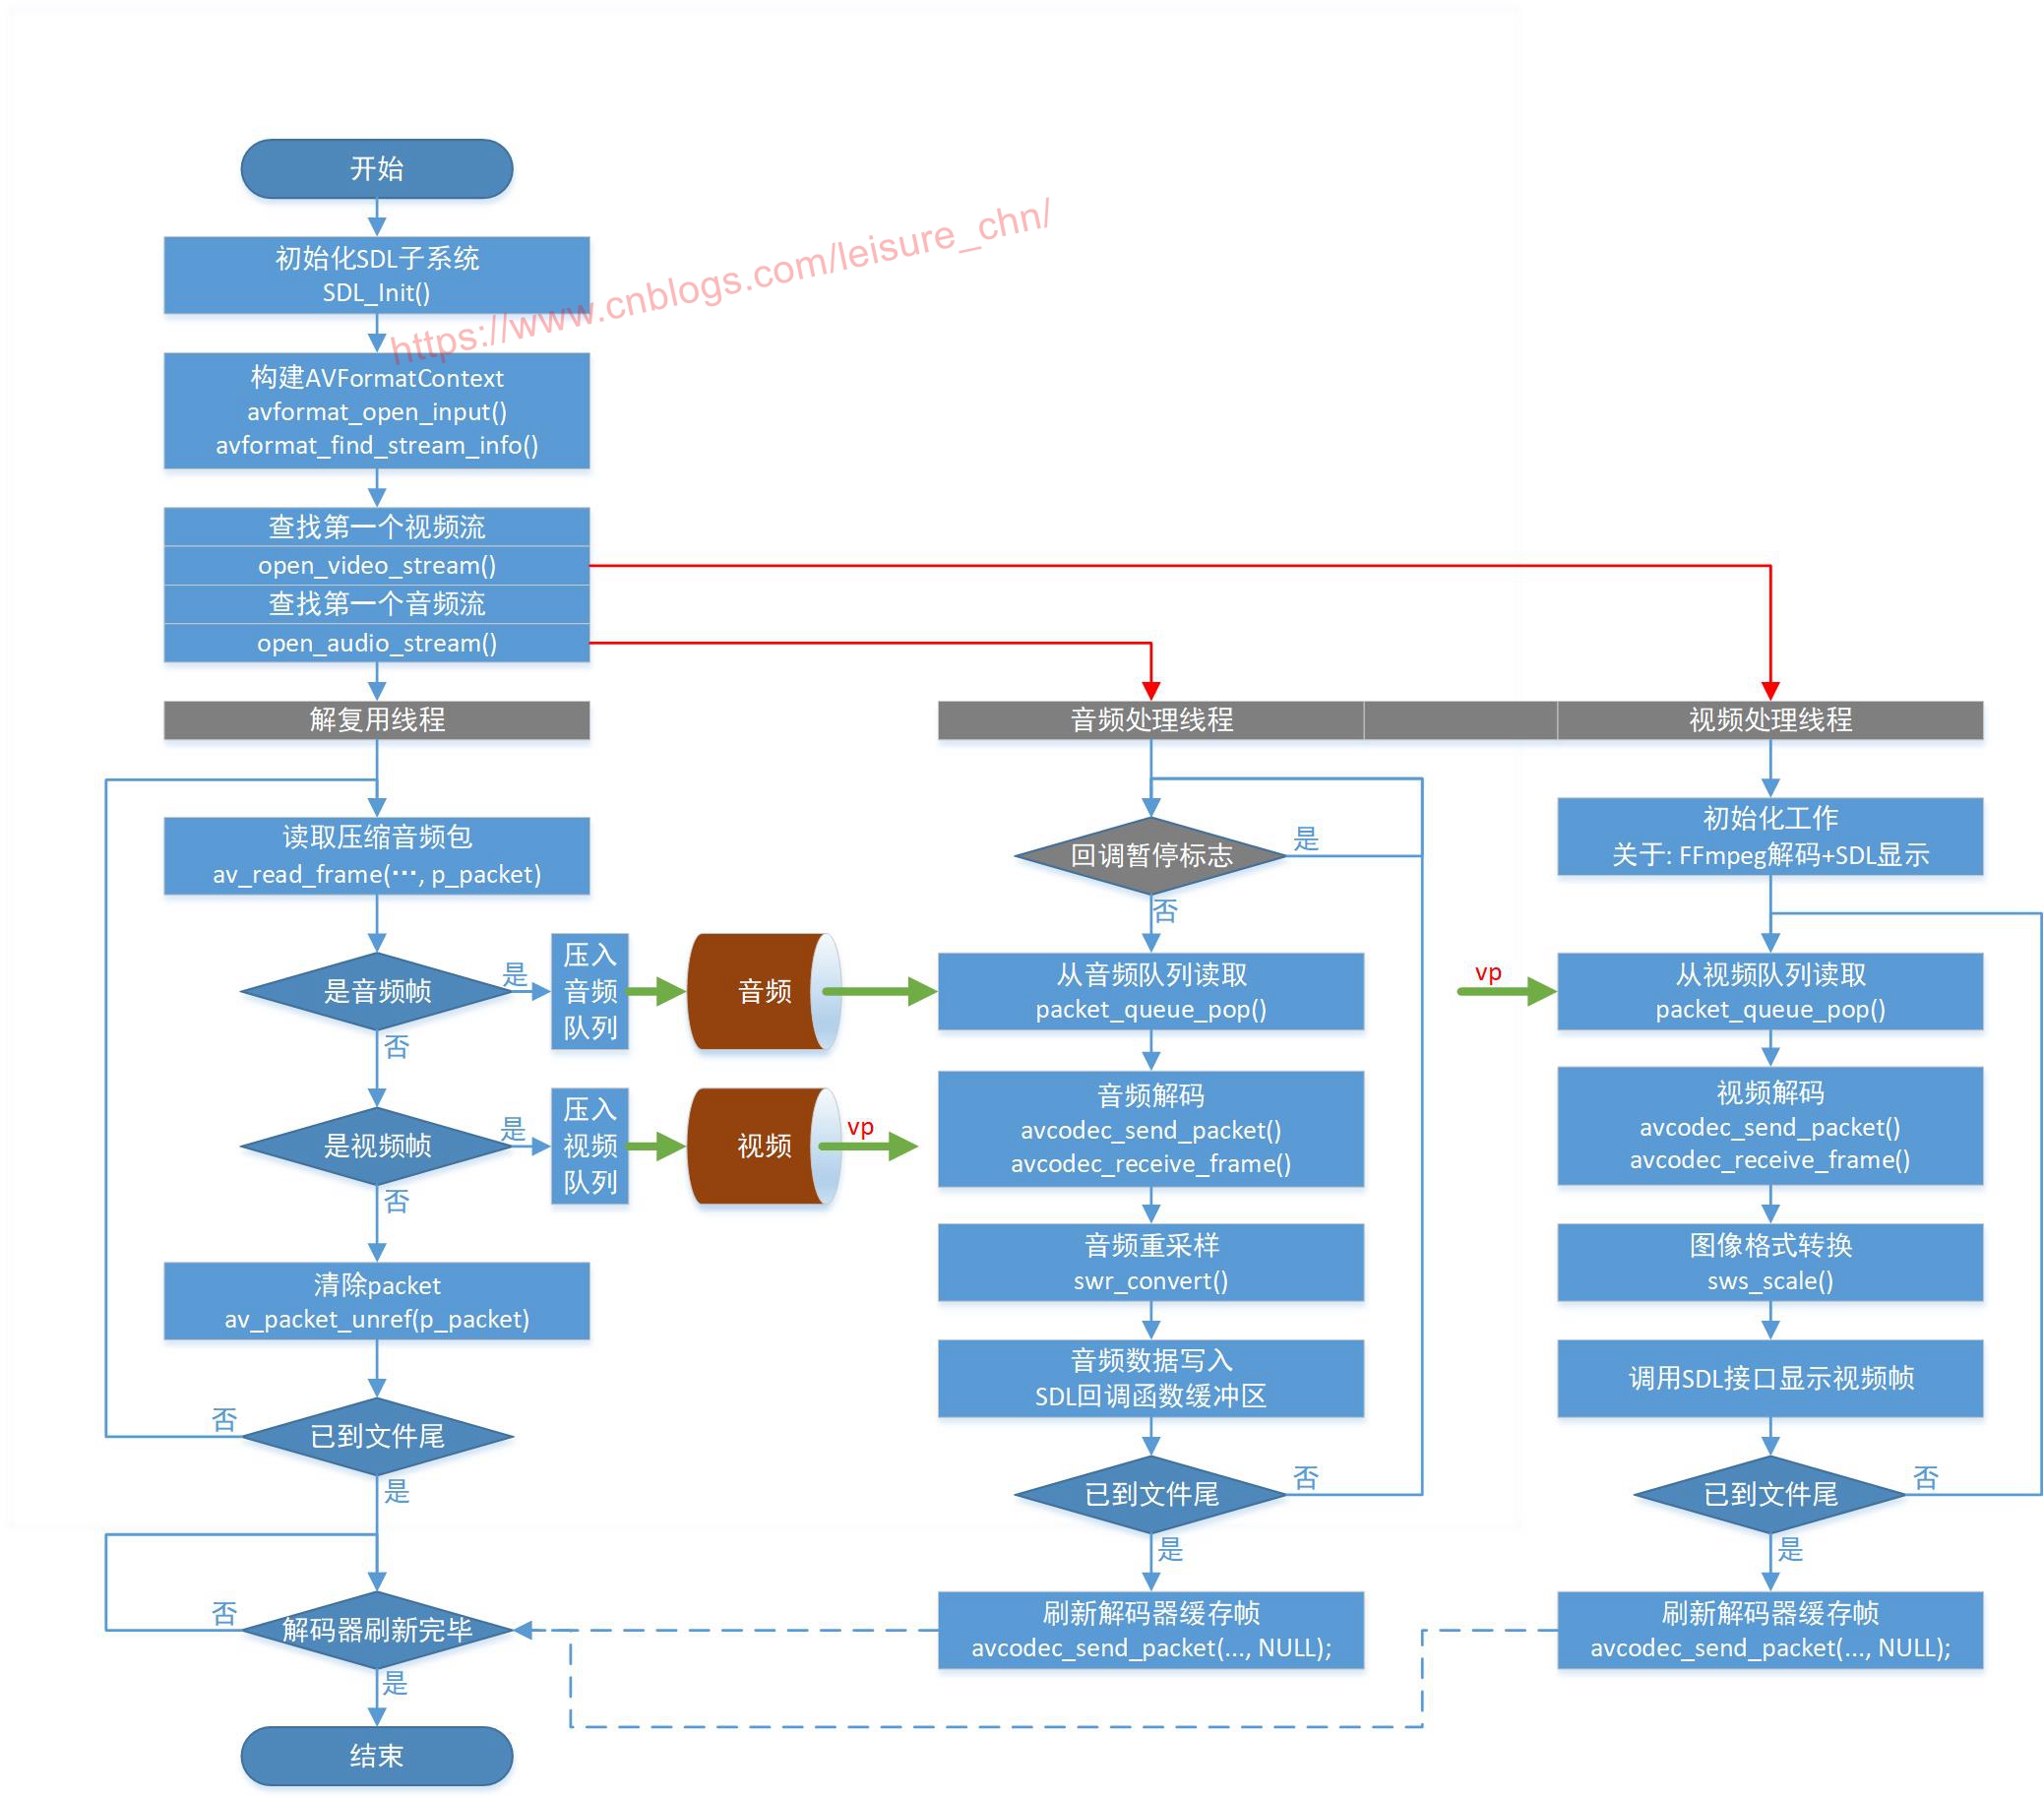 开始
初始化SDL子系统
SDL_Init()
https://www.cnblogs.com/leisure_chn/
构建AVFormatContext
avformat_open_input()
avformat_find_stream_info()
查找第一个视频流
open_video_stream()
查找第一个音频流
open_audio_stream()
解复用线程
读取压缩音频包
av_read_frame(···, p_packet)
是音频帧
是
否
压入
音频
队列
音频
是视频帧
是
否
压入
视频
队列
视频
vp
清除packet
av_packet_unref(p_packet)
已到文件尾
否
是
解码器刷新完毕
否
是
结束
音频处理线程
回调暂停标志
是
否
从音频队列读取
packet_queue_pop()
音频解码
avcodec_send_packet()
avcodec_receive_frame()
音频重采样
swr_convert()
音频数据写入
SDL回调函数缓冲区
已到文件尾
否
是
刷新解码器缓存帧
avcodec_send_packet(..., NULL);
视频处理线程
初始化工作
关于: FFmpeg解码+SDL显示
vp
从视频队列读取
packet_queue_pop()
视频解码
avcodec_send_packet()
avcodec_receive_frame()
图像格式转换
sws_scale()
调用SDL接口显示视频帧
已到文件尾
否
是
刷新解码器缓存帧
avcodec_send_packet(..., NULL);